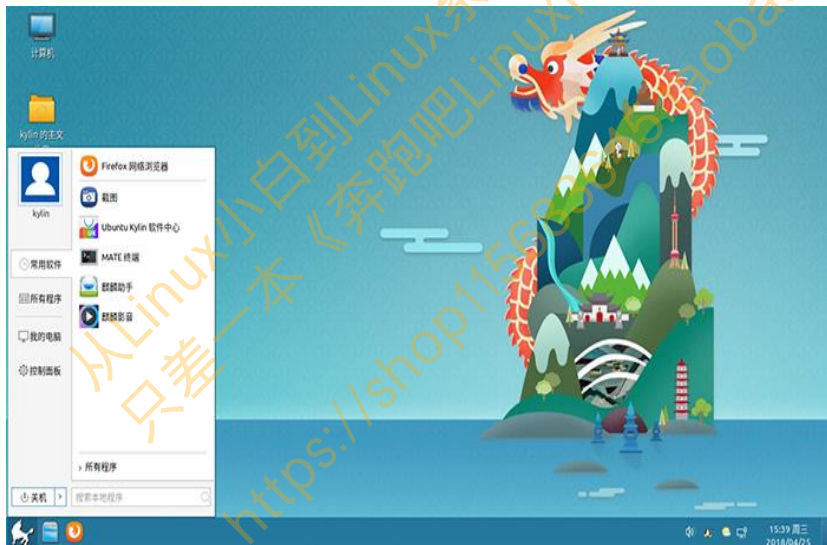 计算机
kylin 的主文
kylin
常用软件
所有程序
我的电脑
控制面板
关机
Firefox 网络浏览器
截图
Ubuntu Kylin 软件中心
MATE 终端
麒麟助手
麒麟影音
所有程序
搜索本地程序
15:39 周三
2018/04/25
从Linux小白到Linux系
只差一本《奔跑吧Linux内